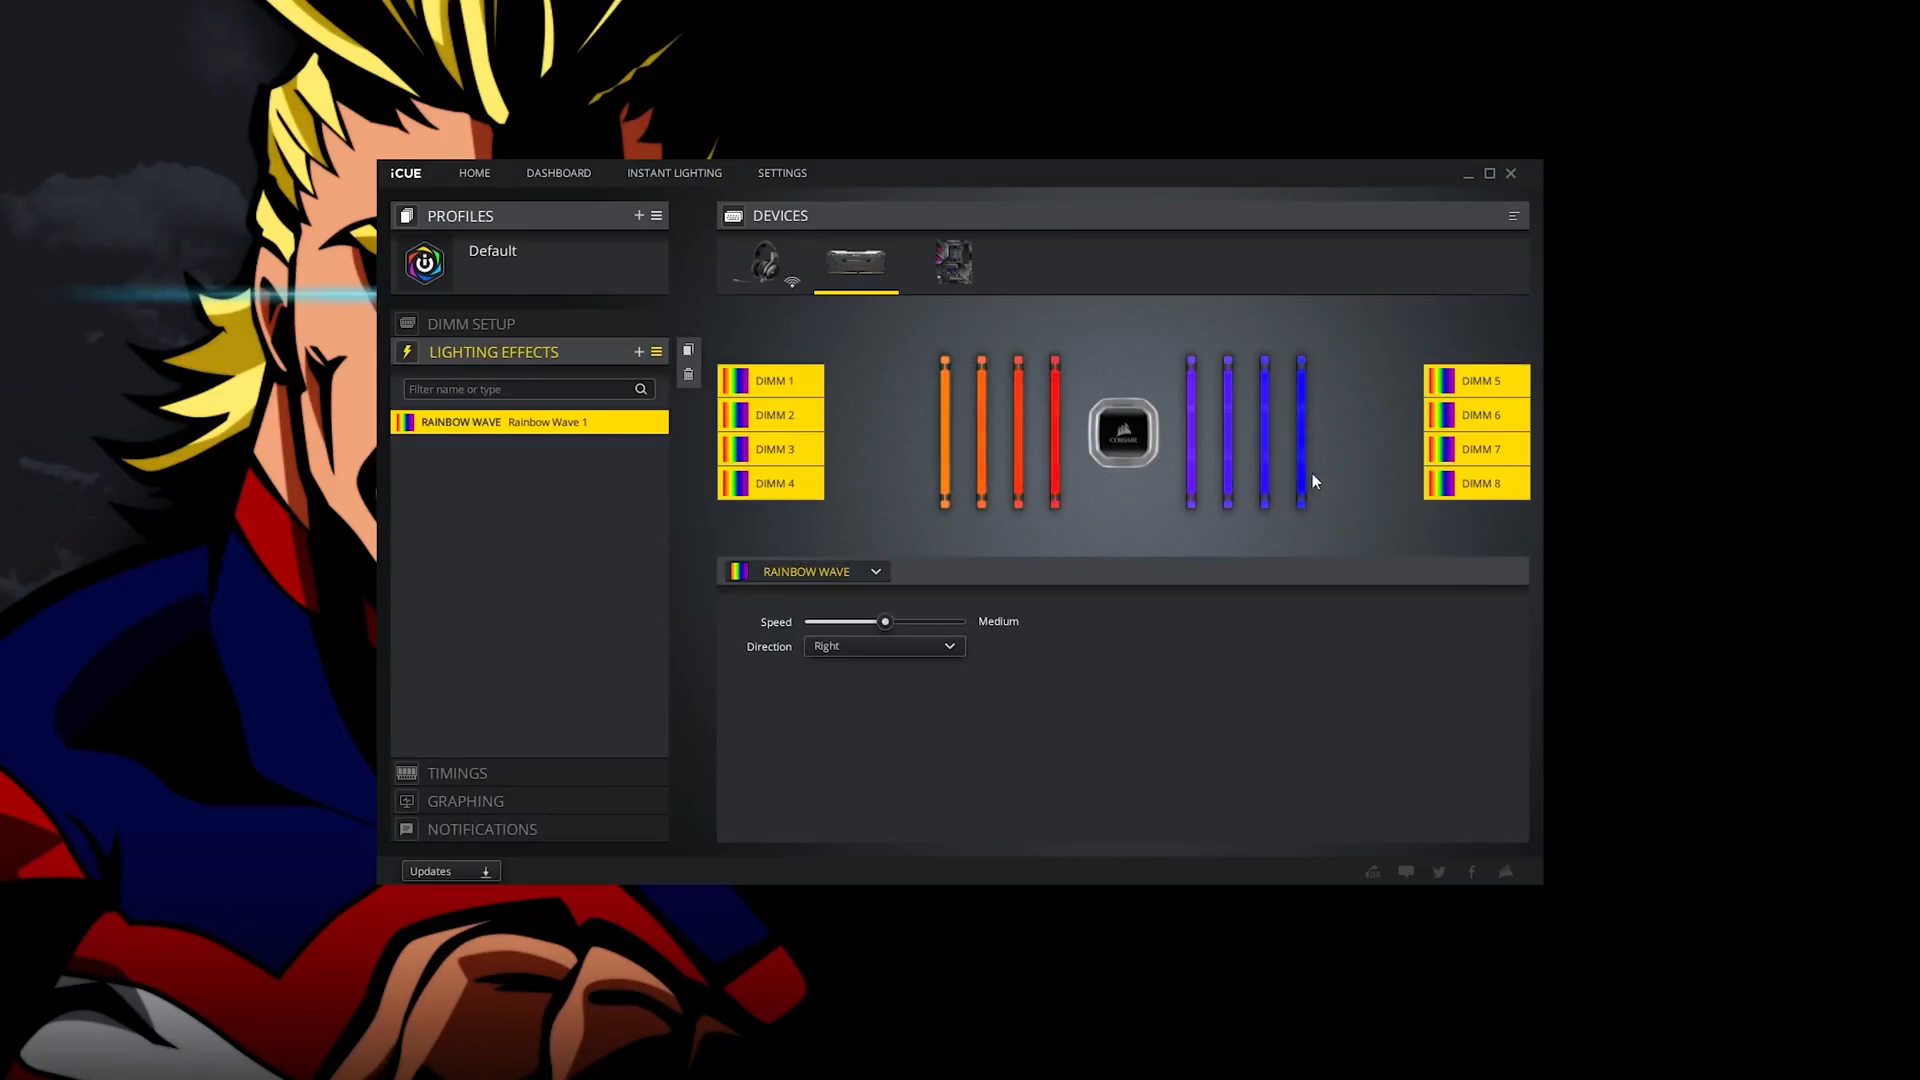 iCUE HOME DASHBOARD INSTANT LIGHTING SETTINGS
PROFILES
Default
DIMM SETUP
LIGHTING EFFECTS
Filter name or type
RAINBOW WAVE Rainbow Wave 1
TIMINGS
GRAPHING
NOTIFICATIONS
Updates
DEVICES
DIMM 1
DIMM 2
DIMM 3
DIMM 4
CORSAIR
DIMM 5
DIMM 6
DIMM 7
DIMM 8
RAINBOW WAVE
Speed Medium
Direction Right
24